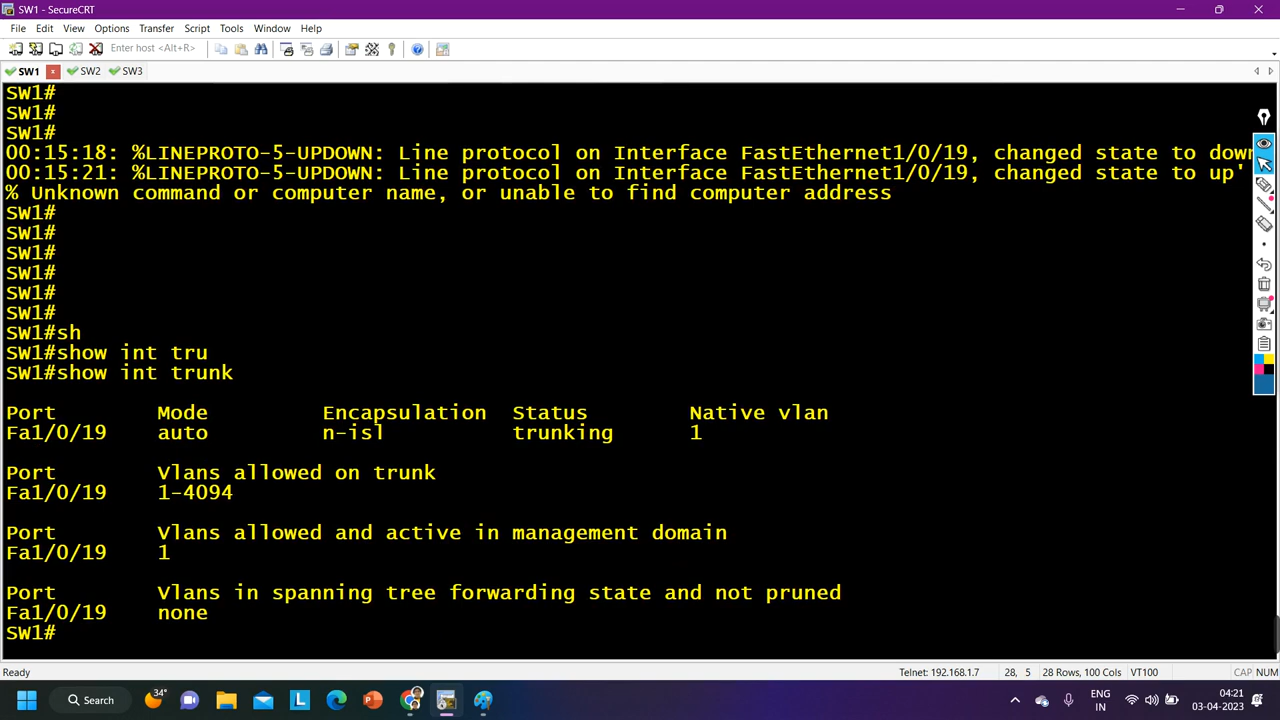 SW1 - SecureCRT
File Edit View Options Transfer Script Tools Window Help
Enter host <Alt+R>
SW1 x SW2 SW3
SW1#
SW1#
SW1#
00:15:18: %LINEPROTO-5-UPDOWN: Line protocol on Interface FastEthernet1/0/19, changed state to down
00:15:21: %LINEPROTO-5-UPDOWN: Line protocol on Interface FastEthernet1/0/19, changed state to up'
% Unknown command or computer name, or unable to find computer address
SW1#
SW1#
SW1#
SW1#
SW1#
SW1#
SW1#sh
SW1#show int tru
SW1#show int trunk
Port Mode Encapsulation Status Native vlan
Fa1/0/19 auto n-isl trunking 1
Port Vlans allowed on trunk
Fa1/0/19 1-4094
Port Vlans allowed and active in management domain
Fa1/0/19 1
Port Vlans in spanning tree forwarding state and not pruned
Fa1/0/19 none
SW1#
Ready Telnet: 192.168.1.7 28, 5 28 Rows, 100 Cols VT100 CAP NUM
Search 34° L ENG IN 04:21 03-04-2023